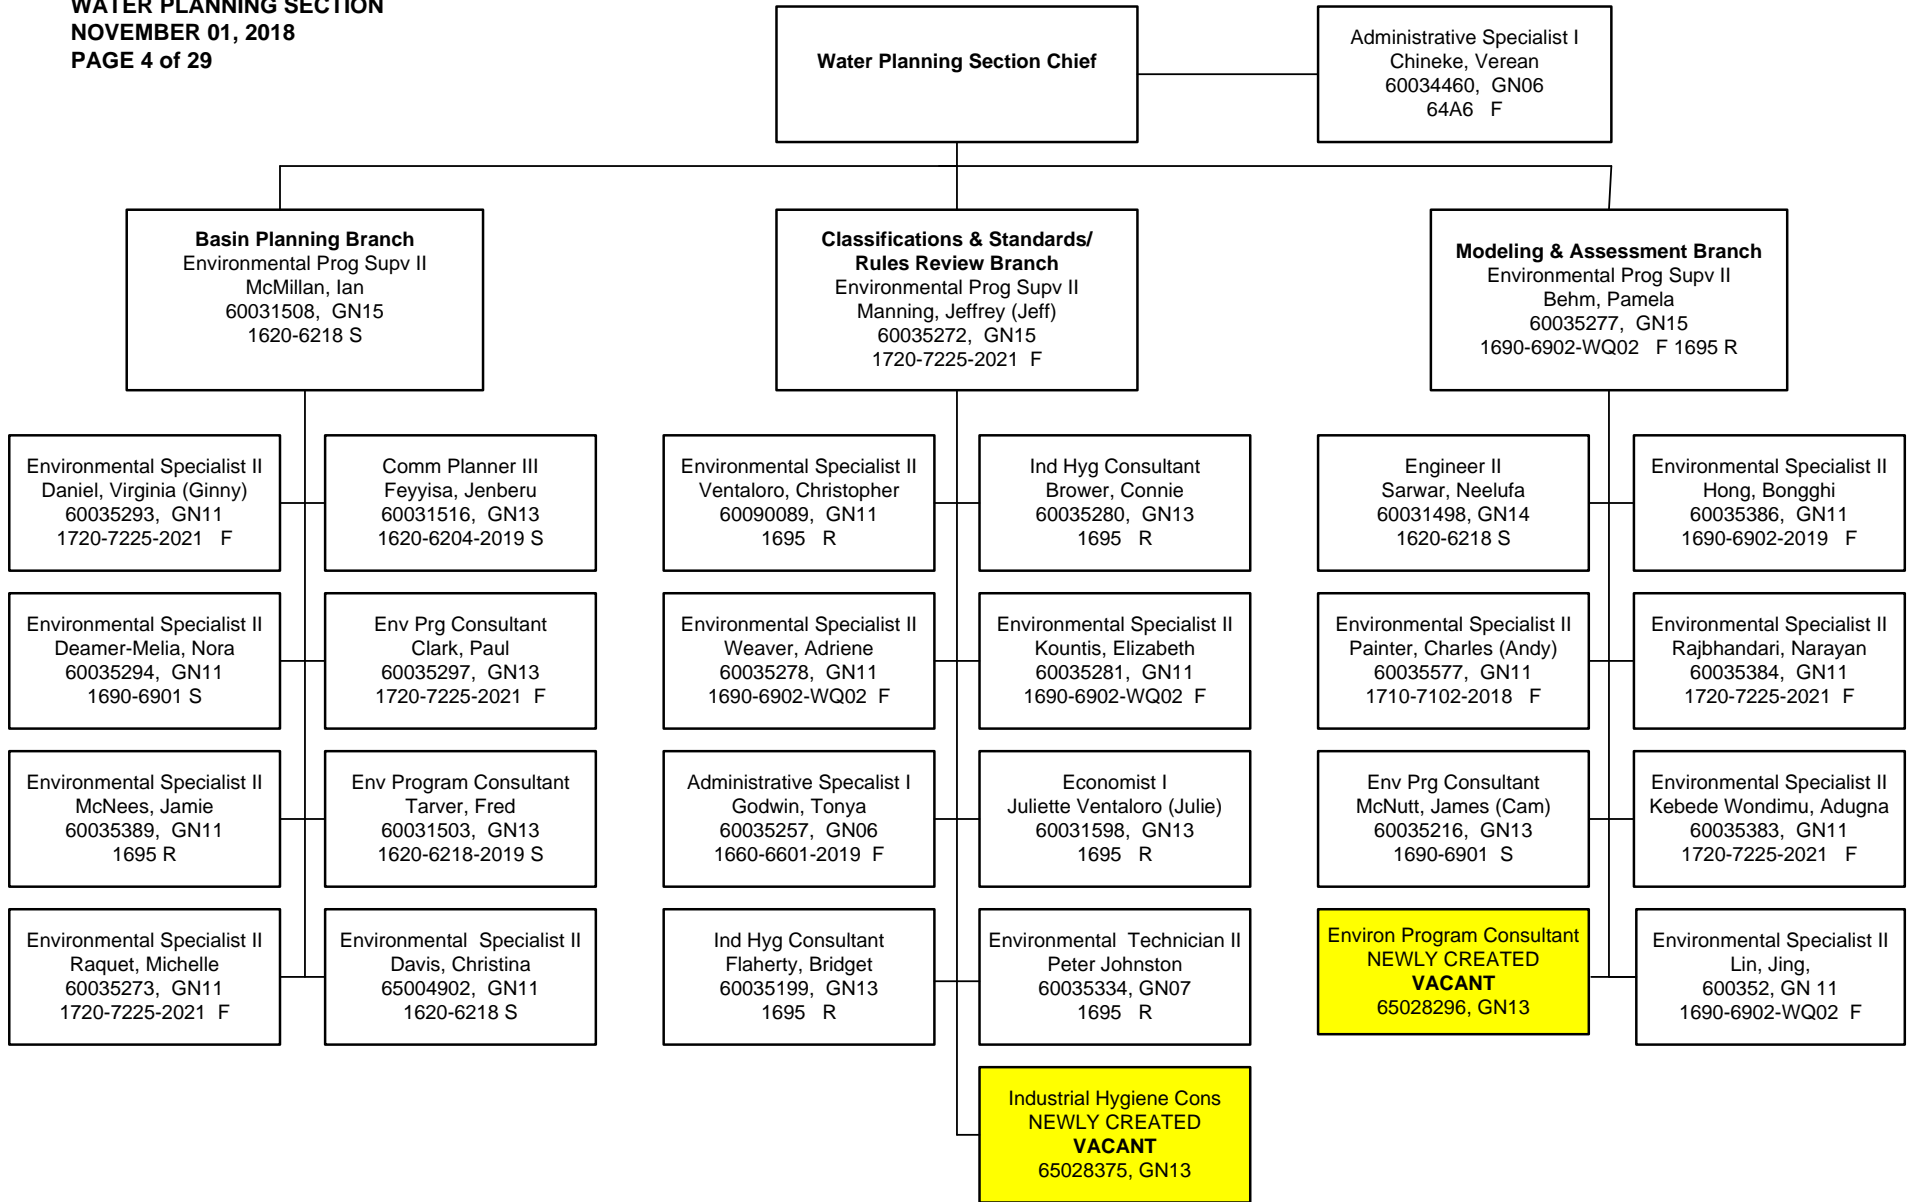 WATER PLANNING SECTION
NOVEMBER 01, 2018
PAGE 4 of 29
Water Planning Section Chief
Administrative Specialist I
Chineke, Verean
60034460, GN06
64A6 F
Basin Planning Branch
Environmental Prog Supv II
McMillan, Ian
60031508, GN15
1620-6218 S
Classifications & Standards/
Rules Review Branch
Environmental Prog Supv II
Manning, Jeffrey (Jeff)
60035272, GN15
1720-7225-2021 F
Modeling & Assessment Branch
Environmental Prog Supv II
Behm, Pamela
60035277, GN15
1690-6902-WQ02 F 1695 R
Environmental Specialist II
Daniel, Virginia (Ginny)
60035293, GN11
1720-7225-2021 F
Comm Planner III
Feyyisa, Jenberu
60031516, GN13
1620-6204-2019 S
Environmental Specialist II
Ventaloro, Christopher
60090089, GN11
1695 R
Ind Hyg Consultant
Brower, Connie
60035280, GN13
1695 R
Engineer II
Sarwar, Neelufa
60031498, GN14
1620-6218 S
Environmental Specialist II
Hong, Bongghi
60035386, GN11
1690-6902-2019 F
Environmental Specialist II
Deamer-Melia, Nora
60035294, GN11
1690-6901 S
Env Prg Consultant
Clark, Paul
60035297, GN13
1720-7225-2021 F
Environmental Specialist II
Weaver, Adriene
60035278, GN11
1690-6902-WQ02 F
Environmental Specialist II
Kountis, Elizabeth
60035281, GN11
1690-6902-WQ02 F
Environmental Specialist II
Painter, Charles (Andy)
60035577, GN11
1710-7102-2018 F
Environmental Specialist II
Rajbhandari, Narayan
60035384, GN11
1720-7225-2021 F
Environmental Specialist II
McNees, Jamie
60035389, GN11
1695 R
Env Program Consultant
Tarver, Fred
60031503, GN13
1620-6218-2019 S
Administrative Specalist I
Godwin, Tonya
60035257, GN06
1660-6601-2019 F
Economist I
Juliette Ventaloro (Julie)
60031598, GN13
1695 R
Env Prg Consultant
McNutt, James (Cam)
60035216, GN13
1690-6901 S
Environmental Specialist II
Kebede Wondimu, Adugna
60035383, GN11
1720-7225-2021 F
Environmental Specialist II
Raquet, Michelle
60035273, GN11
1720-7225-2021 F
Environmental Specialist II
Davis, Christina
65004902, GN11
1620-6218 S
Ind Hyg Consultant
Flaherty, Bridget
60035199, GN13
1695 R
Environmental Technician II
Peter Johnston
60035334, GN07
1695 R
Environ Program Consultant
NEWLY CREATED
VACANT
65028296, GN13
Environmental Specialist II
Lin, Jing,
600352, GN 11
1690-6902-WQ02 F
Industrial Hygiene Cons
NEWLY CREATED
VACANT
65028375, GN13